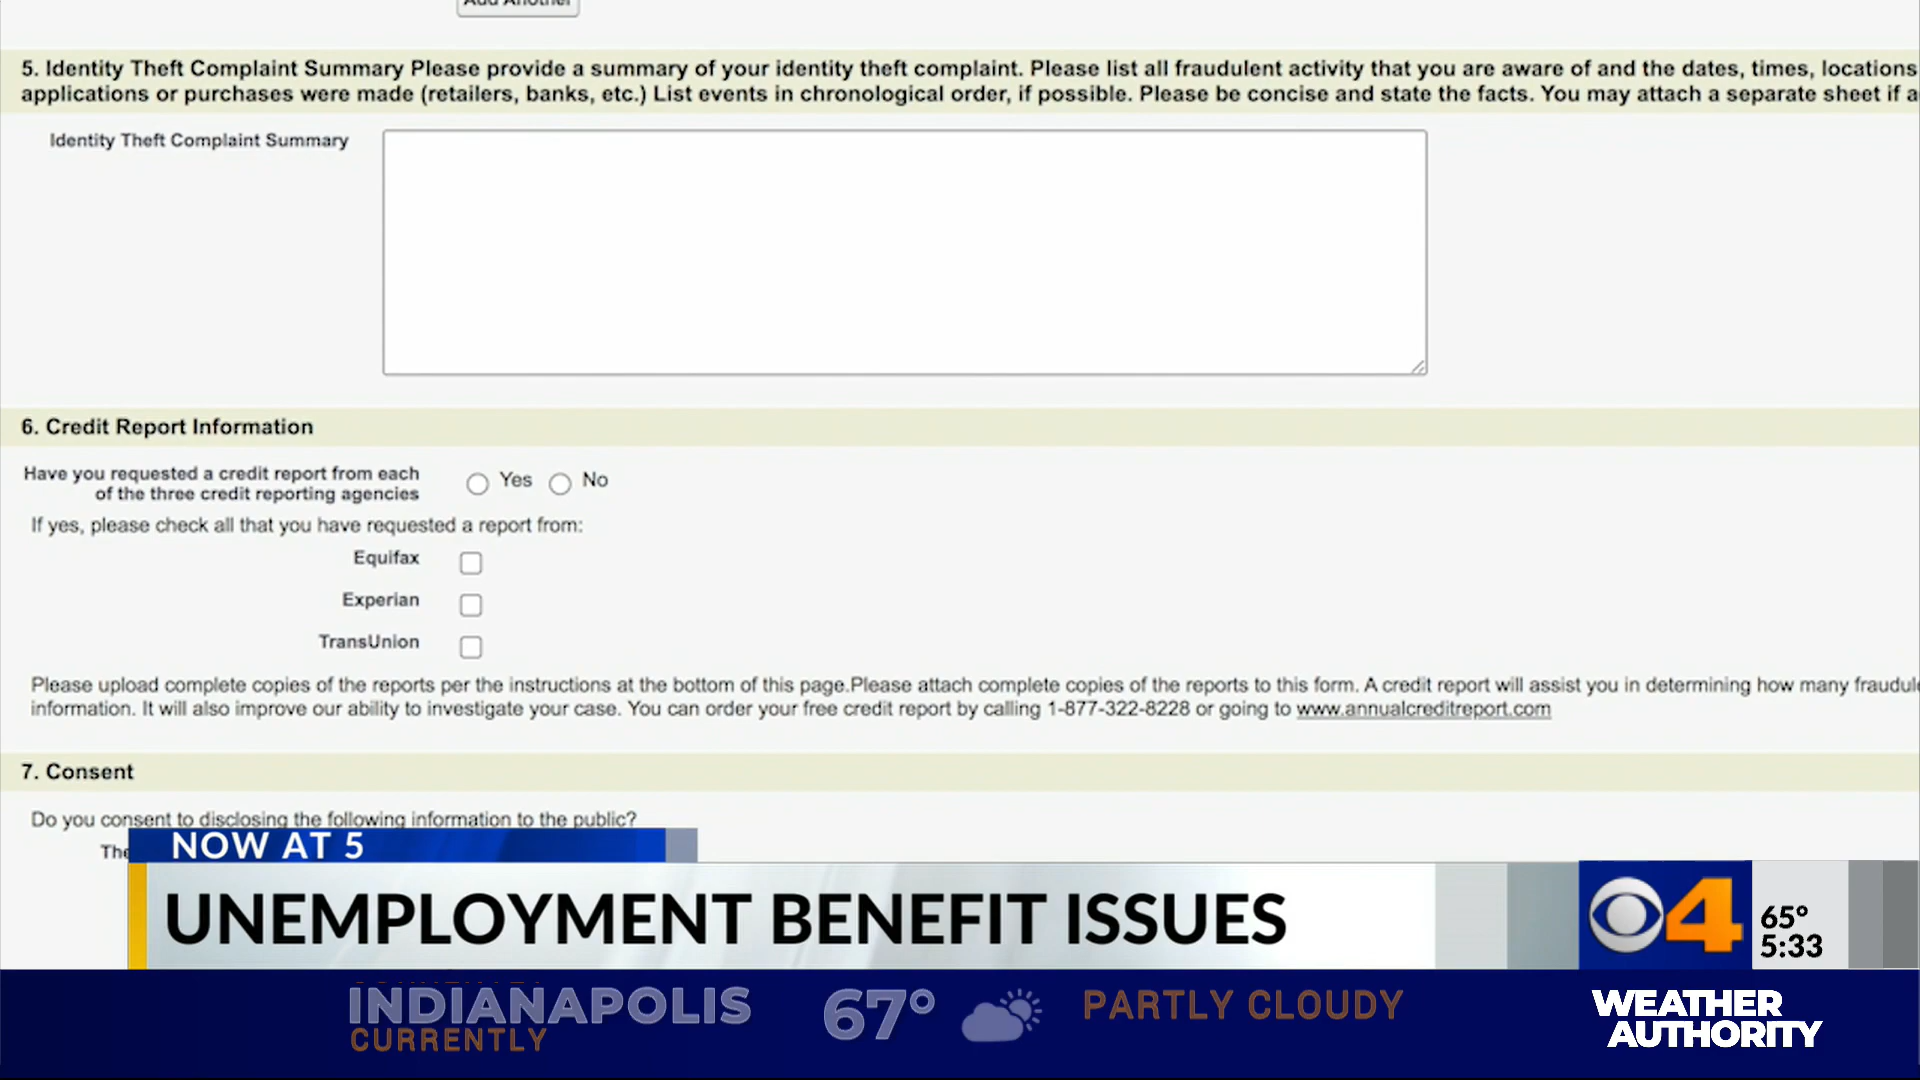 Add Another
5. Identity Theft Complaint Summary Please provide a summary of your identity theft complaint. Please list all fraudulent activity that you are aware of and the dates, times, locations
applications or purchases were made (retailers, banks, etc.) List events in chronological order, if possible. Please be concise and state the facts. You may attach a separate sheet if a
Identity Theft Complaint Summary
6. Credit Report Information
Have you requested a credit report from each
of the three credit reporting agencies
Yes No
If yes, please check all that you have requested a report from:
Equifax
Experian
TransUnion
Please upload complete copies of the reports per the instructions at the bottom of this page.Please attach complete copies of the reports to this form. A credit report will assist you in determining how many
information. It will also improve our ability to investigate your case. You can order your free credit report by calling 1-877-322-8228 or going to www.annualcreditreport.com
7. Consent
Do you consent to disclosing the following information to the public?
The
NOW AT 5
UNEMPLOYMENT BENEFIT ISSUES
4
65°
5:33
INDIANAPOLIS
CURRENTLY
67°
PARTLY CLOUDY
WEATHER
AUTHORITY